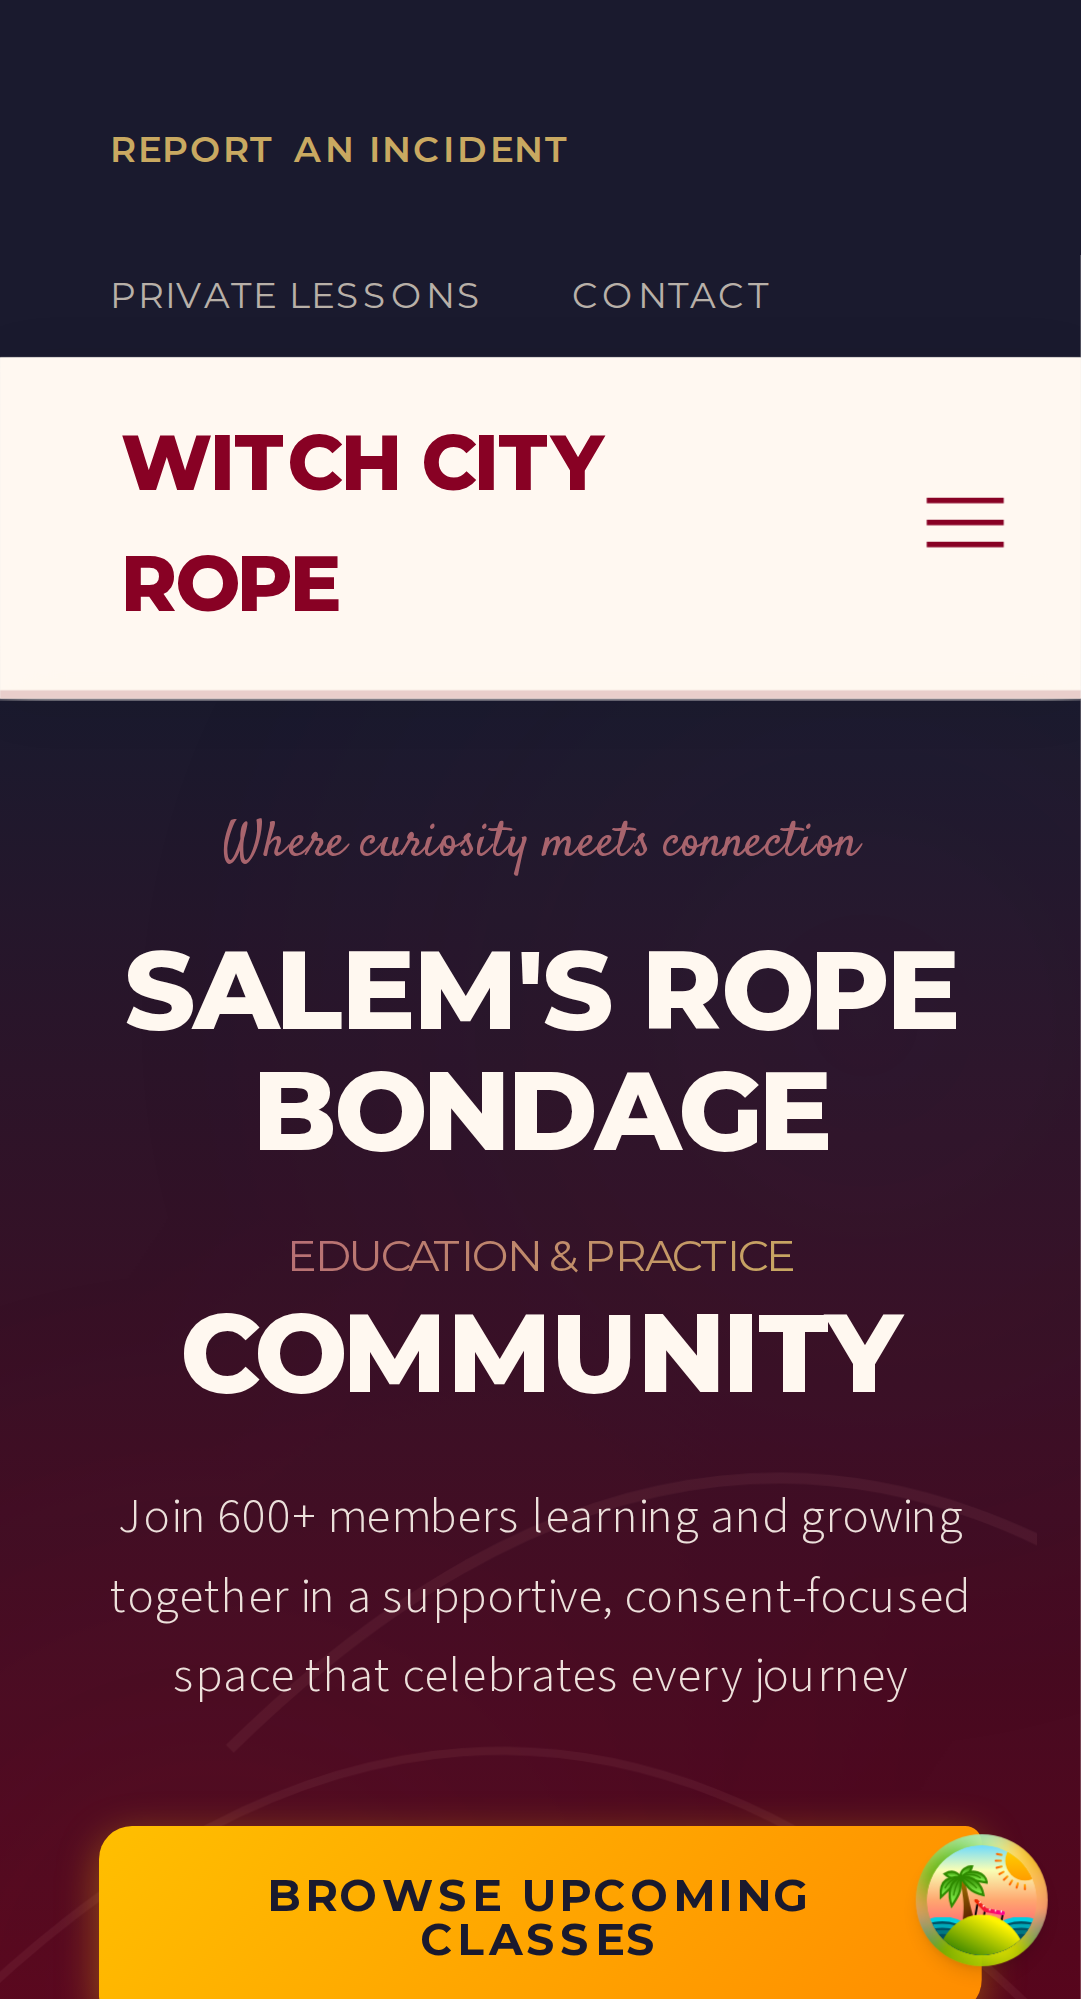 REPORT AN INCIDENT
PRIVATE LESSONS CONTACT
WITCH CITY
ROPE
Where curiosity meets connection
SALEM'S ROPE
BONDAGE
EDUCATION & PRACTICE
COMMUNITY
Join 600+ members learning and growing
together in a supportive, consent-focused
space that celebrates every journey
BROWSE UPCOMING
CLASSES